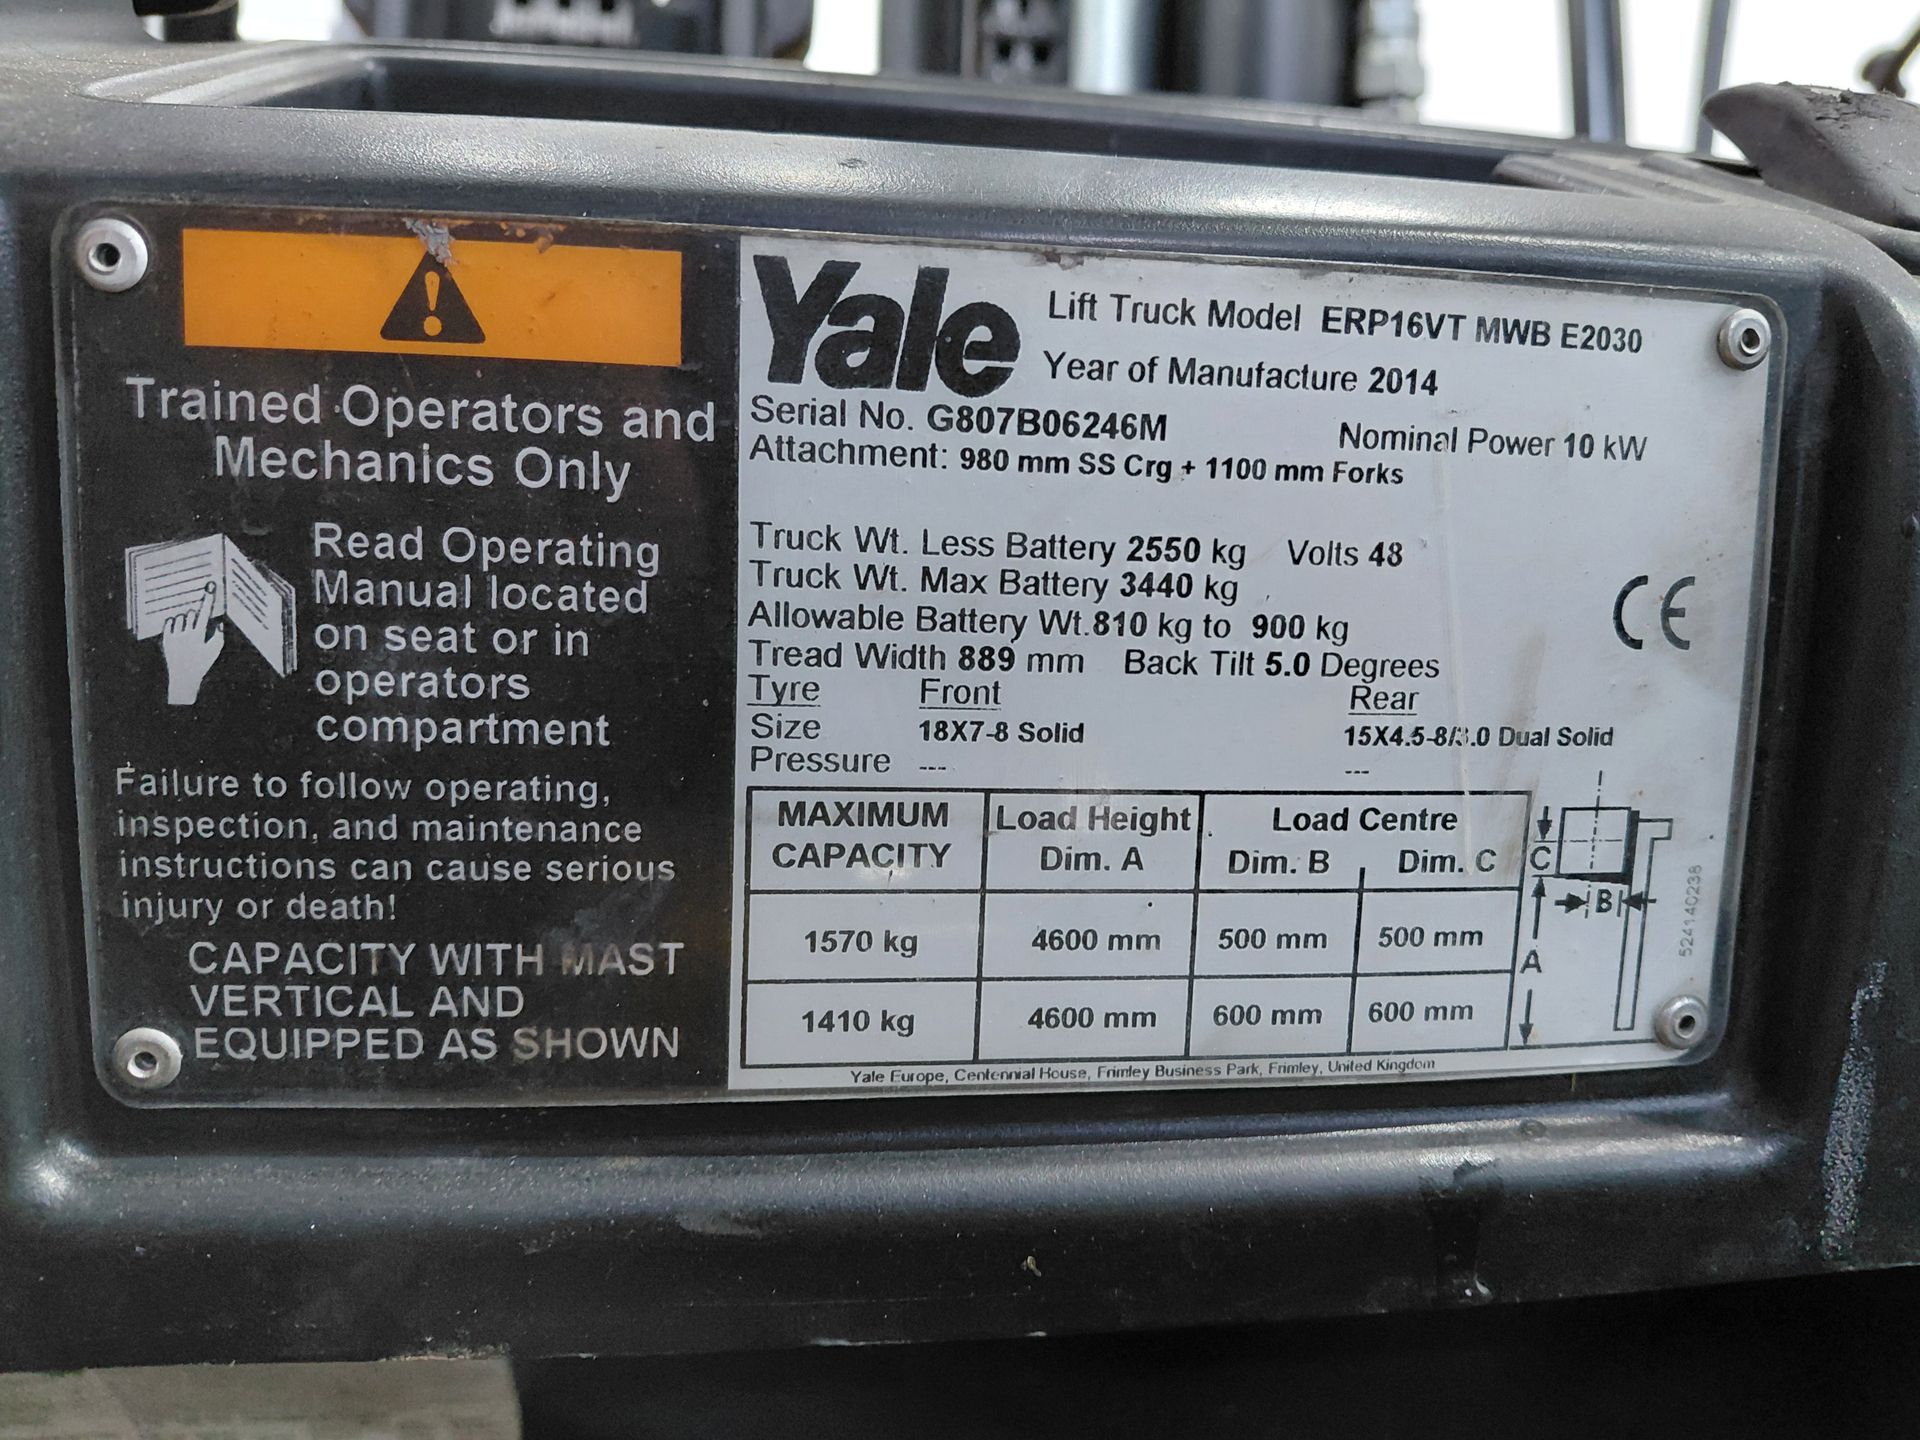 Trained Operators and
Mechanics Only
Read Operating
Manual located
on seat or in
operators
compartment
Failure to follow operating,
inspection, and maintenance
instructions can cause serious
injury or death!
CAPACITY WITH MAST
VERTICAL AND
EQUIPPED AS SHOWN
Yale
Lift Truck Model ERP16VT MWB E2030
Year of Manufacture 2014
Serial No. G807B06246M
Nominal Power 10 kW
Attachment: 980 mm SS Crg + 1100 mm Forks
Truck Wt. Less Battery 2550 kg Volts 48
Truck Wt. Max Battery 3440 kg
Allowable Battery Wt.810 kg to 900 kg
CE
Tread Width 889 mm Back Tilt 5.0 Degrees
Tyre Front Rear
Size 18X7-8 Solid 15X4.5-8/3.0 Dual Solid
Pressure --- ---
MAXIMUM CAPACITY Load Height Dim. A Load Centre
Dim. B Dim. C
1570 kg 4600 mm 500 mm 500 mm
1410 kg 4600 mm 600 mm 600 mm
C
B
A
524140238
Yale Europe, Centennial House, Frimley Business Park, Frimley, United Kingdom